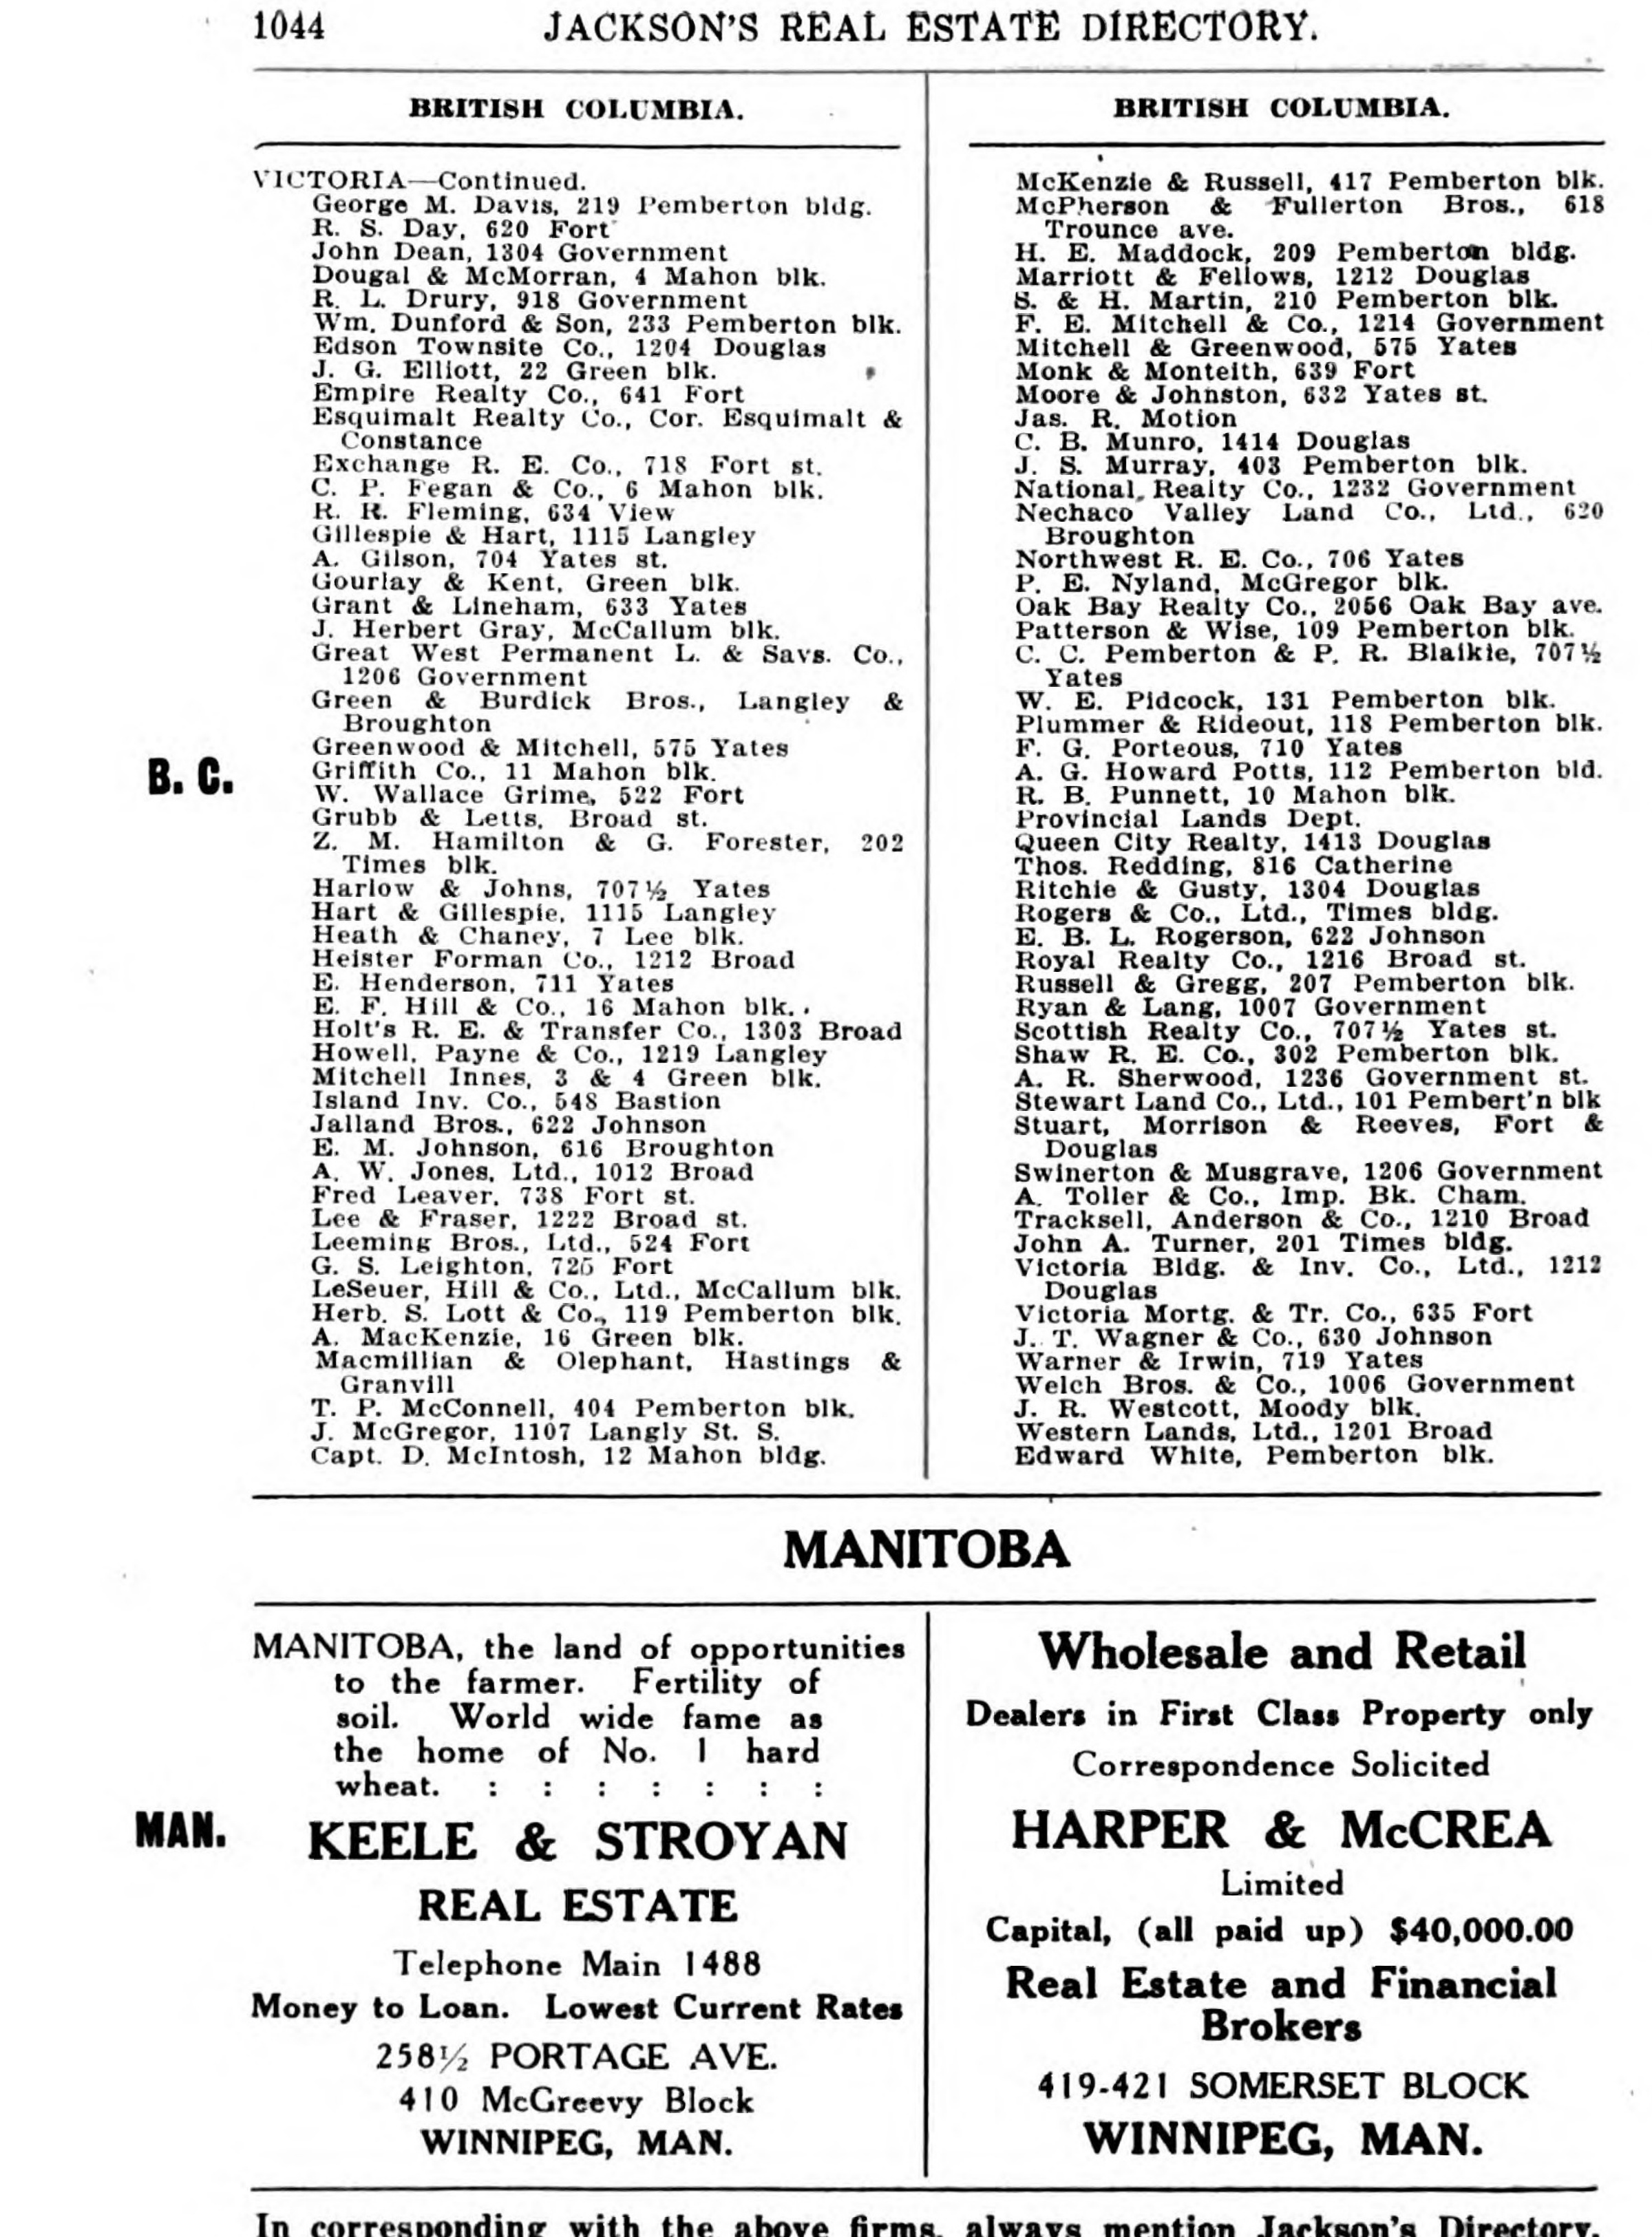 1044 JACKSON'S REAL ESTATE DIRECTORY.
BRITISH COLUMBIA.
VICTORIA—Continued.
George M. Davis, 219 Pemberton bldg.
R. S. Day, 620 Fort
John Dean, 1304 Government
Dougal & McMorran, 4 Mahon blk.
R. L. Drury, 918 Government
Wm. Dunford & Son, 233 Pemberton blk.
Edson Townsite Co., 1204 Douglas
J. G. Elliott, 22 Green blk.
Empire Realty Co., 641 Fort
Esquimalt Realty Co., Cor. Esquimalt &
Constance
Exchange R. E. Co., 718 Fort st.
C. P. Fegan & Co., 6 Mahon blk.
R. R. Fleming, 634 View
Gillespie & Hart, 1115 Langley
A. Gilson, 704 Yates st.
Gourlay & Kent, Green blk.
Grant & Lineham, 633 Yates
J. Herbert Gray, McCallum blk.
Great West Permanent L. & Savs. Co.,
1206 Government
Green & Burdick Bros., Langley &
Broughton
Greenwood & Mitchell, 575 Yates
Griffith Co., 11 Mahon blk.
W. Wallace Grime, 522 Fort
Grubb & Letts, Broad st.
Z. M. Hamilton & G. Forester, 202
Times blk.
Harlow & Johns, 707½ Yates
Hart & Gillespie, 1115 Langley
Heath & Chaney, 7 Lee blk.
Heister Forman Co., 1212 Broad
E. Henderson, 711 Yates
E. F. Hill & Co., 16 Mahon blk.
Holt's R. E. & Transfer Co., 1303 Broad
Howell, Payne & Co., 1219 Langley
Mitchell Innes, 3 & 4 Green blk.
Island Inv. Co., 548 Bastion
Jalland Bros., 622 Johnson
E. M. Johnson, 616 Broughton
A. W. Jones, Ltd., 1012 Broad
Fred Leaver, 738 Fort st.
Lee & Fraser, 1222 Broad st.
Leeming Bros., Ltd., 524 Fort
G. S. Leighton, 725 Fort
LeSeuer, Hill & Co., Ltd., McCallum blk.
Herb. S. Lott & Co., 119 Pemberton blk.
A. MacKenzie, 16 Green blk.
Macmillian & Olephant, Hastings &
Granvill
T. P. McConnell, 404 Pemberton blk.
J. McGregor, 1107 Langly St. S.
Capt. D. McIntosh, 12 Mahon bldg.
B. C.
BRITISH COLUMBIA.
McKenzie & Russell, 417 Pemberton blk.
McPherson & Fullerton Bros., 618
Trounce ave.
H. E. Maddock, 209 Pemberton bldg.
Marriott & Fellows, 1212 Douglas
S. & H. Martin, 210 Pemberton blk.
F. E. Mitchell & Co., 1214 Government
Mitchell & Greenwood, 575 Yates
Monk & Monteith, 639 Fort
Moore & Johnston, 632 Yates st.
Jas. R. Motion
C. B. Munro, 1414 Douglas
J. S. Murray, 403 Pemberton blk.
National Realty Co., 1232 Government
Nechaco Valley Land Co., Ltd., 620
Broughton
Northwest R. E. Co., 706 Yates
P. E. Nyland, McGregor blk.
Oak Bay Realty Co., 2056 Oak Bay ave.
Patterson & Wise, 109 Pemberton blk.
C. C. Pemberton & P. R. Blaikie, 707½
Yates
W. E. Pidcock, 131 Pemberton blk.
Plummer & Rideout, 118 Pemberton blk.
F. G. Porteous, 710 Yates
A. G. Howard Potts, 112 Pemberton bld.
R. B. Punnett, 10 Mahon blk.
Provincial Lands Dept.
Queen City Realty, 1413 Douglas
Thos. Redding, 816 Catherine
Ritchie & Gusty, 1304 Douglas
Rogers & Co., Ltd., Times bldg.
E. B. L. Rogerson, 622 Johnson
Royal Realty Co., 1216 Broad st.
Russell & Gregg, 207 Pemberton blk.
Ryan & Lang, 1007 Government
Scottish Realty Co., 707½ Yates st.
Shaw R. E. Co., 302 Pemberton blk.
A. R. Sherwood, 1236 Government st.
Stewart Land Co., Ltd., 101 Pembert'n blk
Stuart, Morrison & Reeves, Fort &
Douglas
Swinerton & Musgrave, 1206 Government
A. Toller & Co., Imp. Bk. Cham.
Tracksell, Anderson & Co., 1210 Broad
John A. Turner, 201 Times bldg.
Victoria Bldg. & Inv. Co., Ltd., 1212
Douglas
Victoria Mortg. & Tr. Co., 635 Fort
J. T. Wagner & Co., 630 Johnson
Warner & Irwin, 719 Yates
Welch Bros. & Co., 1006 Government
J. R. Westcott, Moody blk.
Western Lands, Ltd., 1201 Broad
Edward White, Pemberton blk.
MANITOBA
MANITOBA, the land of opportunities
to the farmer. Fertility of
soil. World wide fame as
the home of No. 1 hard
wheat. : : : : : : :
MAN.
KEELE & STROYAN
REAL ESTATE
Telephone Main 1488
Money to Loan. Lowest Current Rates
258½ PORTAGE AVE.
410 McGreevy Block
WINNIPEG, MAN.
Wholesale and Retail
Dealers in First Class Property only
Correspondence Solicited
HARPER & McCREA
Limited
Capital, (all paid up) $40,000.00
Real Estate and Financial
Brokers
419-421 SOMERSET BLOCK
WINNIPEG, MAN.
In corresponding with the above firms, always mention Jackson's Directory.